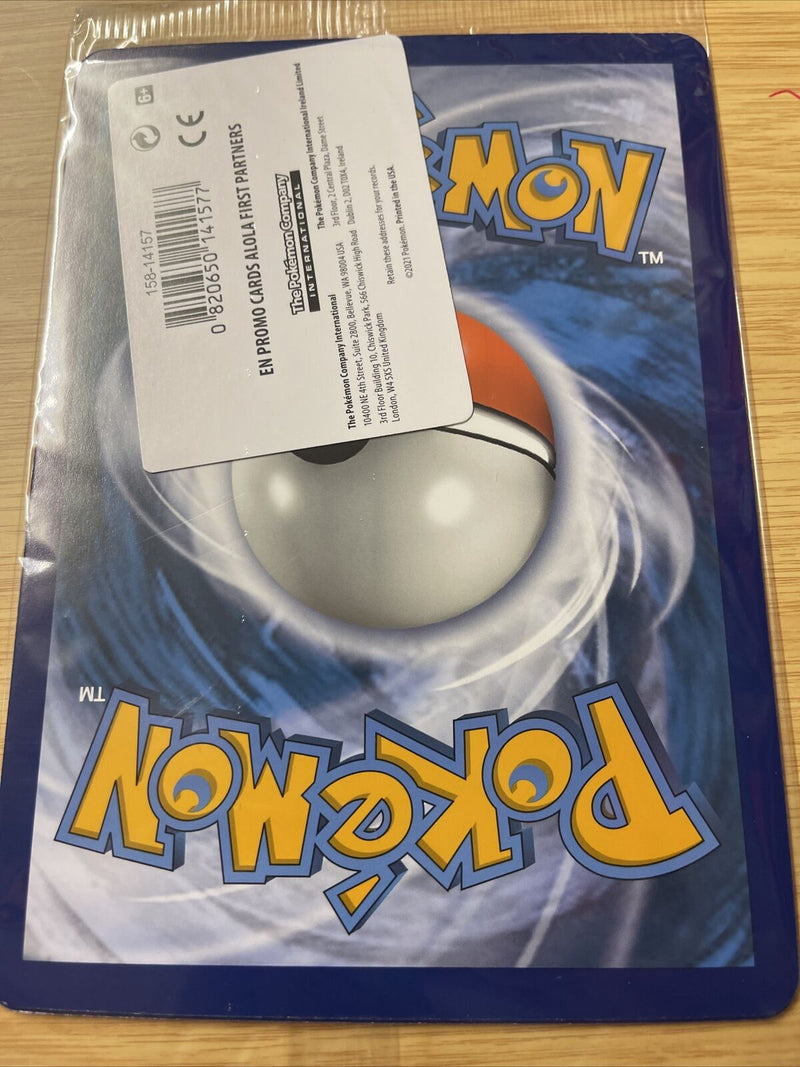 158-14157
0 820650 141577
6+
CE
EN PROMO CARDS ALOLA FIRST PARTNERS
The Pokémon Company
INTERNATIONAL
The Pokémon Company International
10400 NE 4th Street, Suite 2800, Bellevue, WA 98004 USA
3rd Floor Building 10, Chiswick Park, 566 Chiswick High Road
London, W4 5XS United Kingdom
The Pokémon Company International Ireland Limited
3rd Floor, 2 Central Plaza, Dame Street
Dublin 2, D02 T0X4, Ireland
Retain these addresses for your records.
©2021 Pokémon. Printed in the USA.
MON
TM
POKéMON
TM